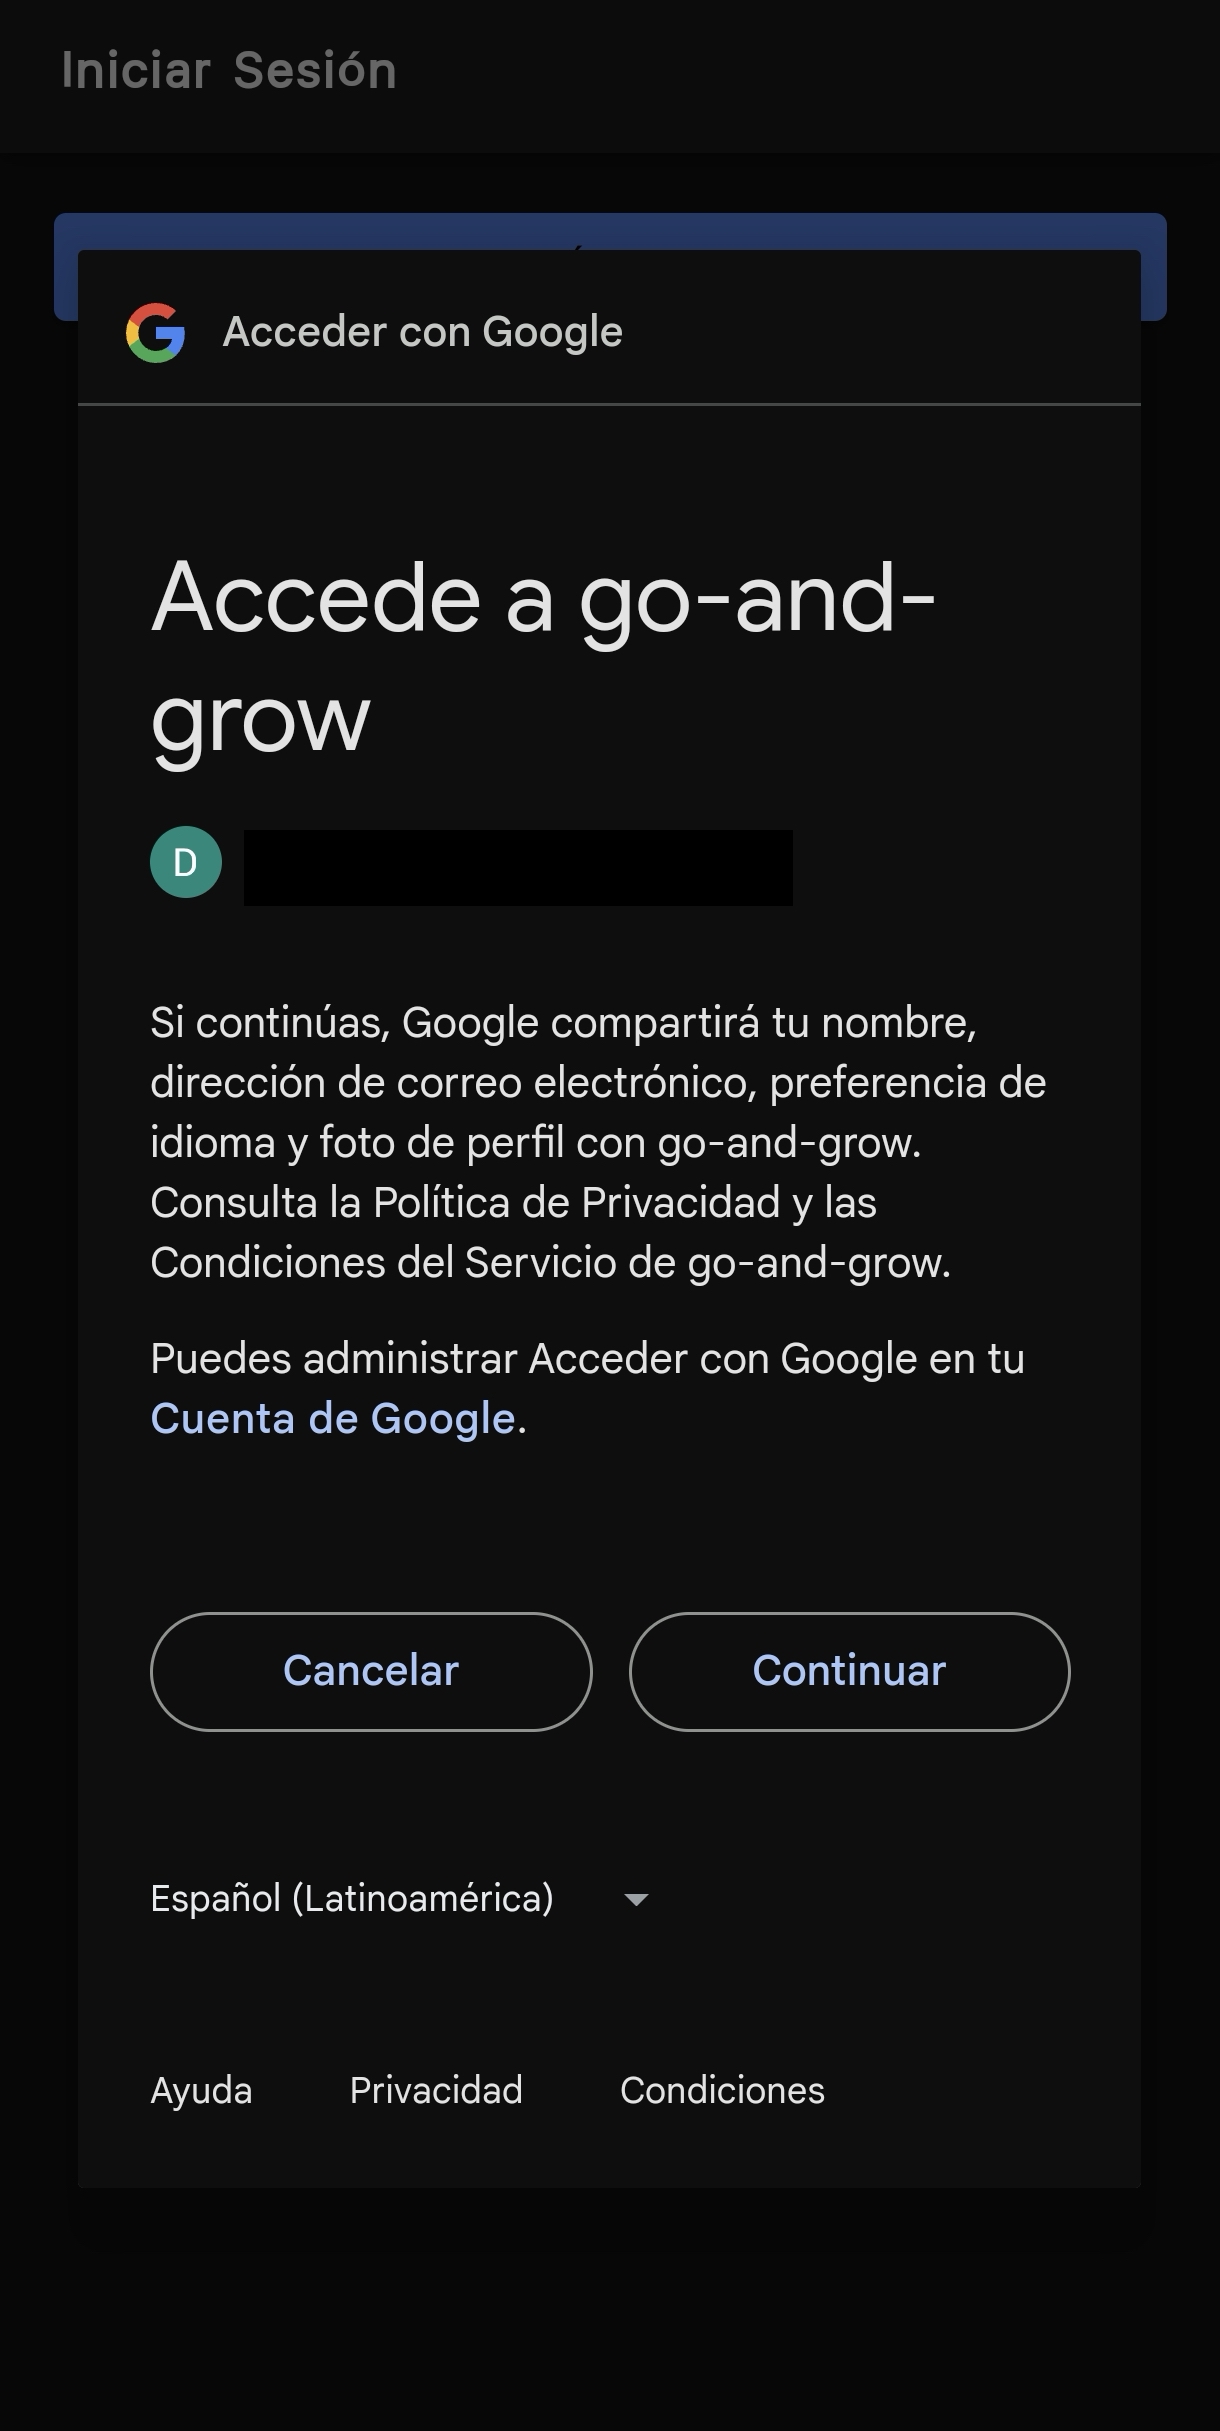 Iniciar Sesión
Acceder con Google
Accede a go-and-
grow
D
Si continúas, Google compartirá tu nombre,
dirección de correo electrónico, preferencia de
idioma y foto de perfil con go-and-grow.
Consulta la Política de Privacidad y las
Condiciones del Servicio de go-and-grow.
Puedes administrar Acceder con Google en tu
Cuenta de Google.
Cancelar Continuar
Español (Latinoamérica)
Ayuda Privacidad Condiciones